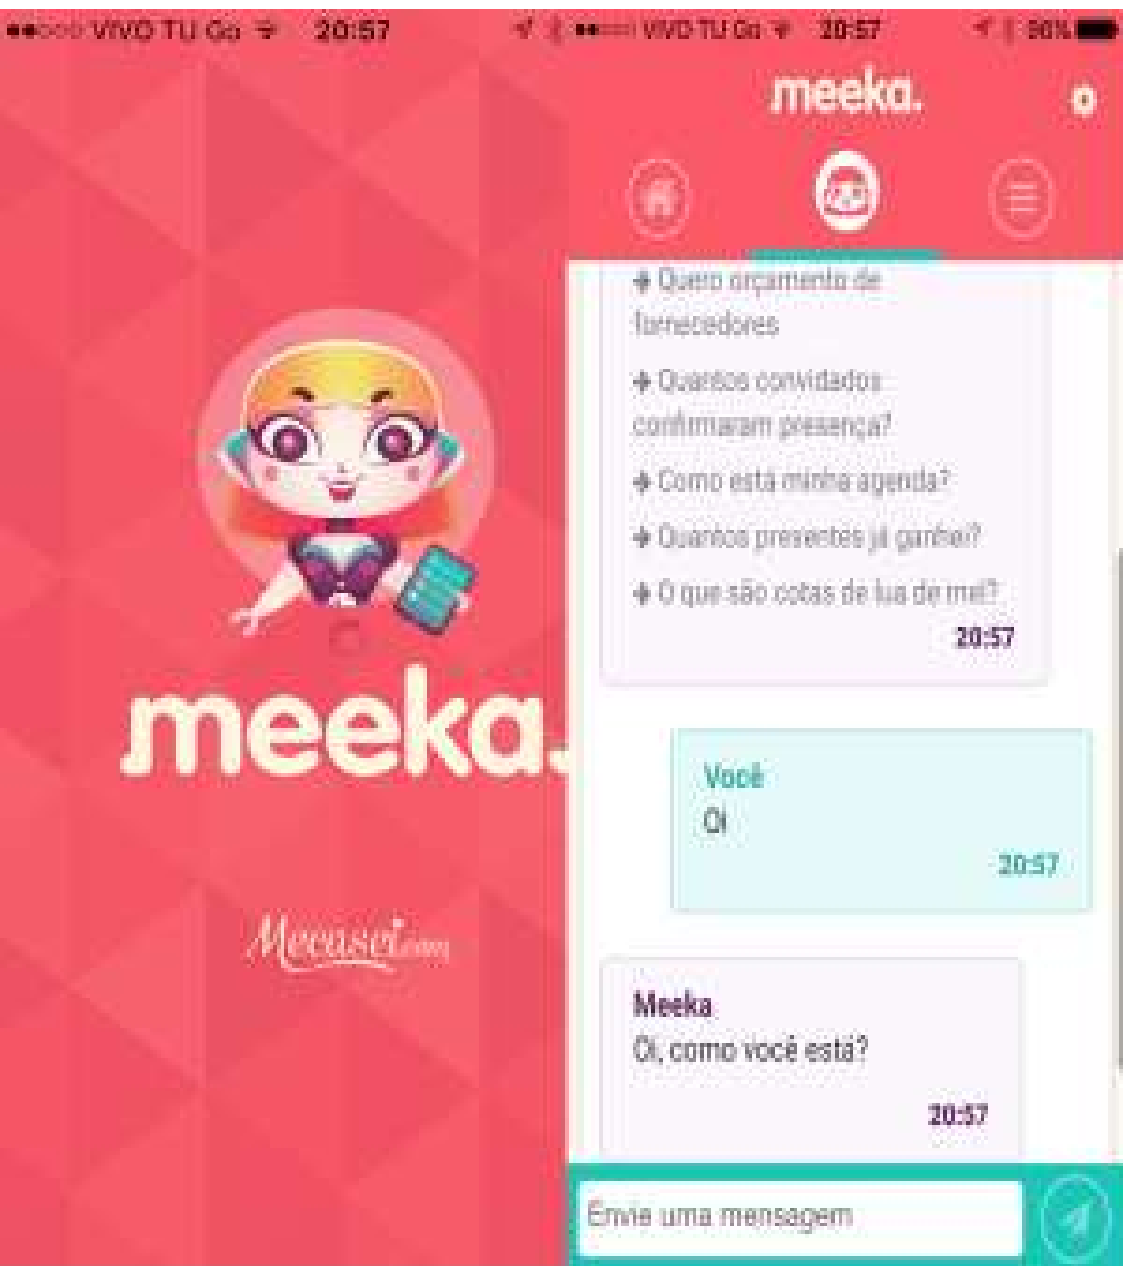 VIVO TU Go 20:57
meeka.
Mecasei.com
VIVO TU Go 20:57 96%
meeka.
Quero orçamento de
fornecedores
Quantos convidados
confirmaram presença?
Como está minha agenda?
Quantos presentes já ganhei?
O que são cotas de lua de mel?
20:57
Você
Oi
20:57
Meeka
Oi, como você está?
20:57
Envie uma mensagem